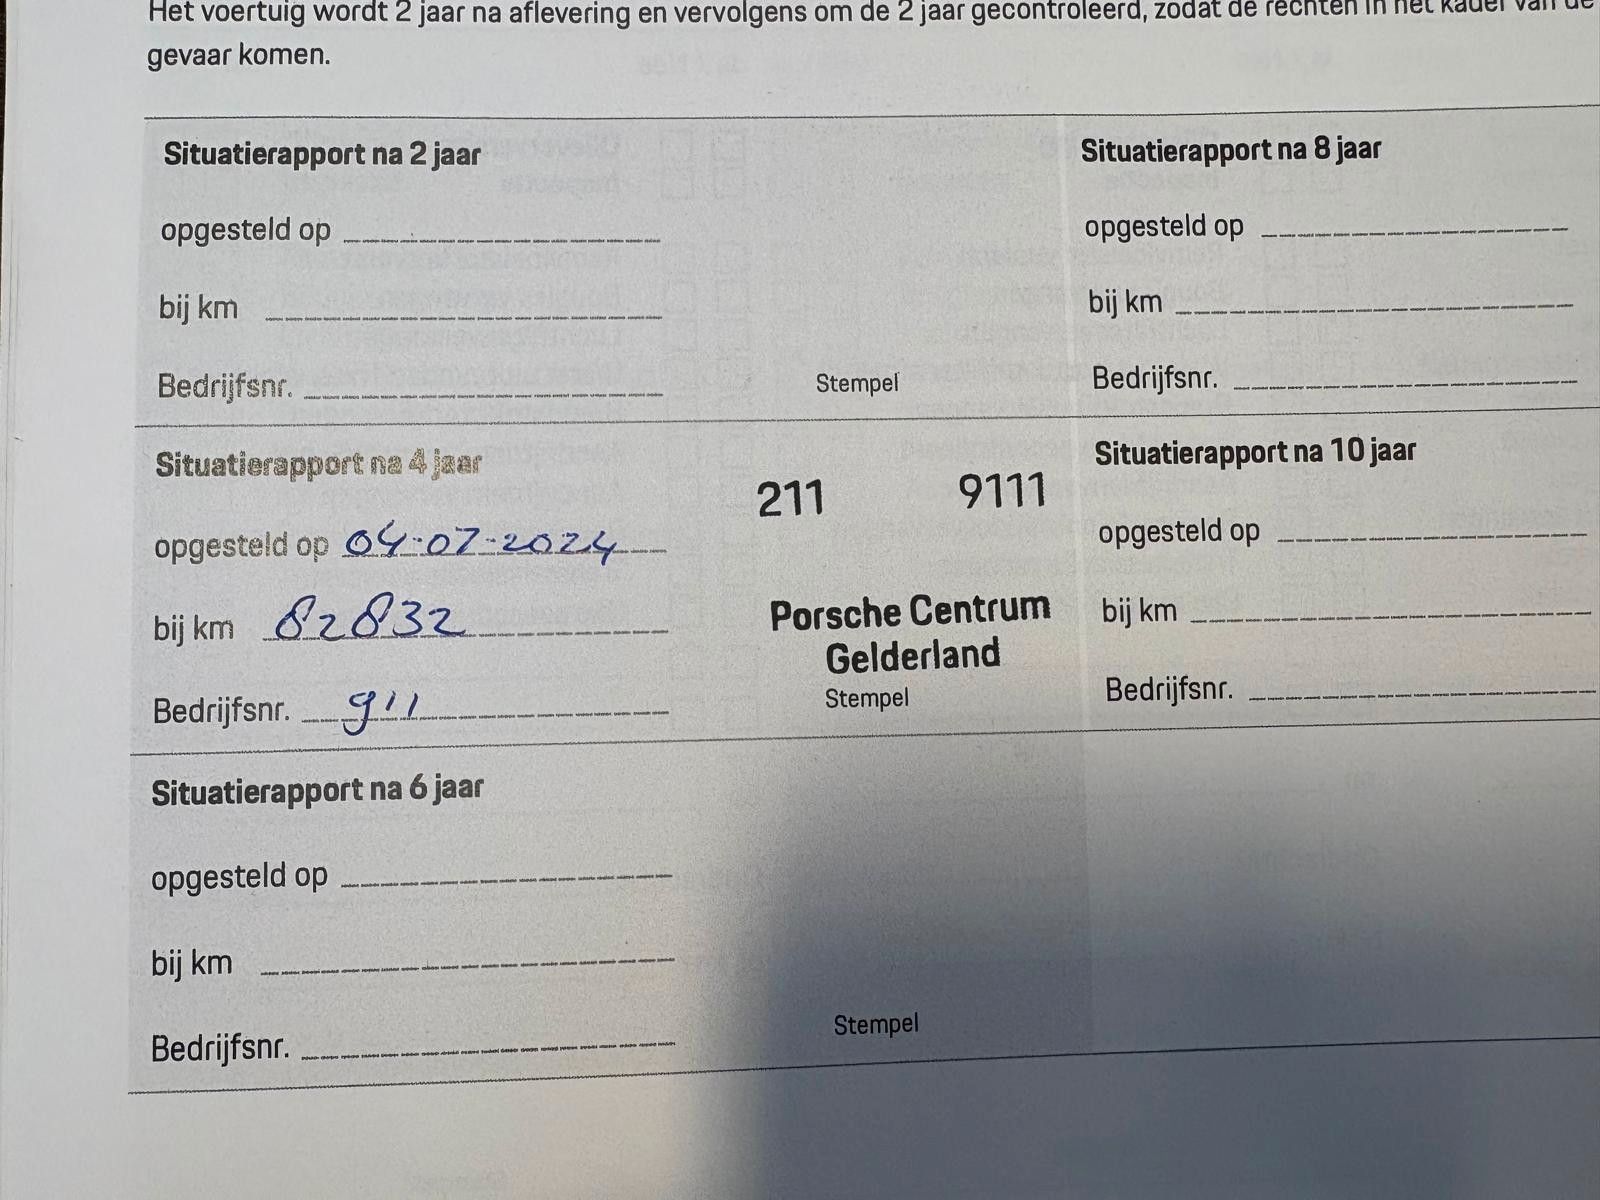 Het voertuig wordt 2 jaar na aflevering en vervolgens om de 2 jaar gecontroleerd, zodat de rechten in het kader van de
gevaar komen.
Situatierapport na 2 jaar
opgesteld op
bij km
Bedrijfsnr.
Stempel
Situatierapport na 4 jaar
opgesteld op 04-07-2024
bij km 82832
Bedrijfsnr. 911
211 9111
Porsche Centrum
Gelderland
Stempel
Situatierapport na 6 jaar
opgesteld op
bij km
Bedrijfsnr.
Stempel
Situatierapport na 8 jaar
opgesteld op
bij km
Bedrijfsnr.
Situatierapport na 10 jaar
opgesteld op
bij km
Bedrijfsnr.